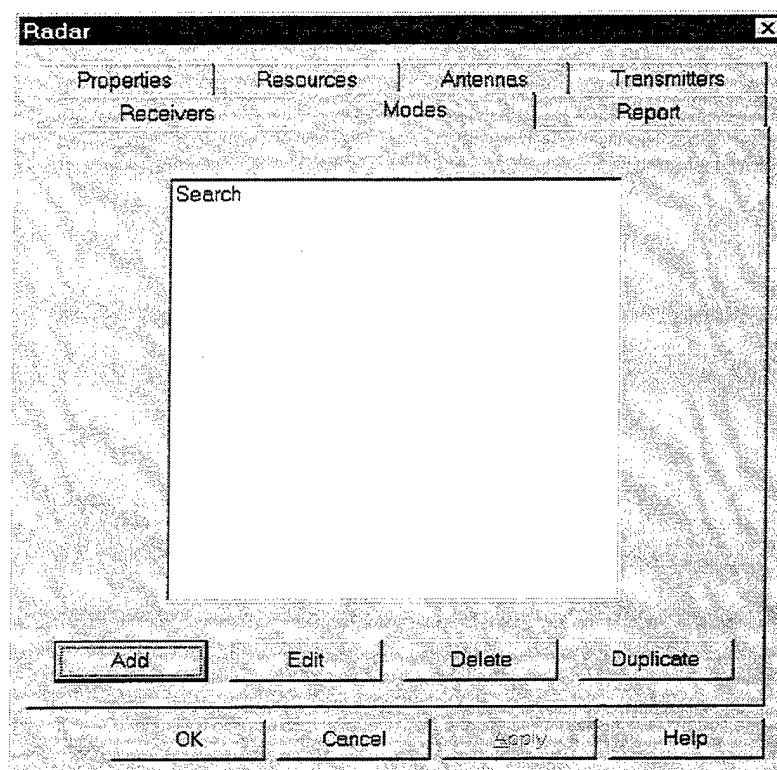 Radar
Properties Resources Antennas Transmitters
Receivers Modes Report
Search
Add Edit Delete Duplicate
OK Cancel Apply Help